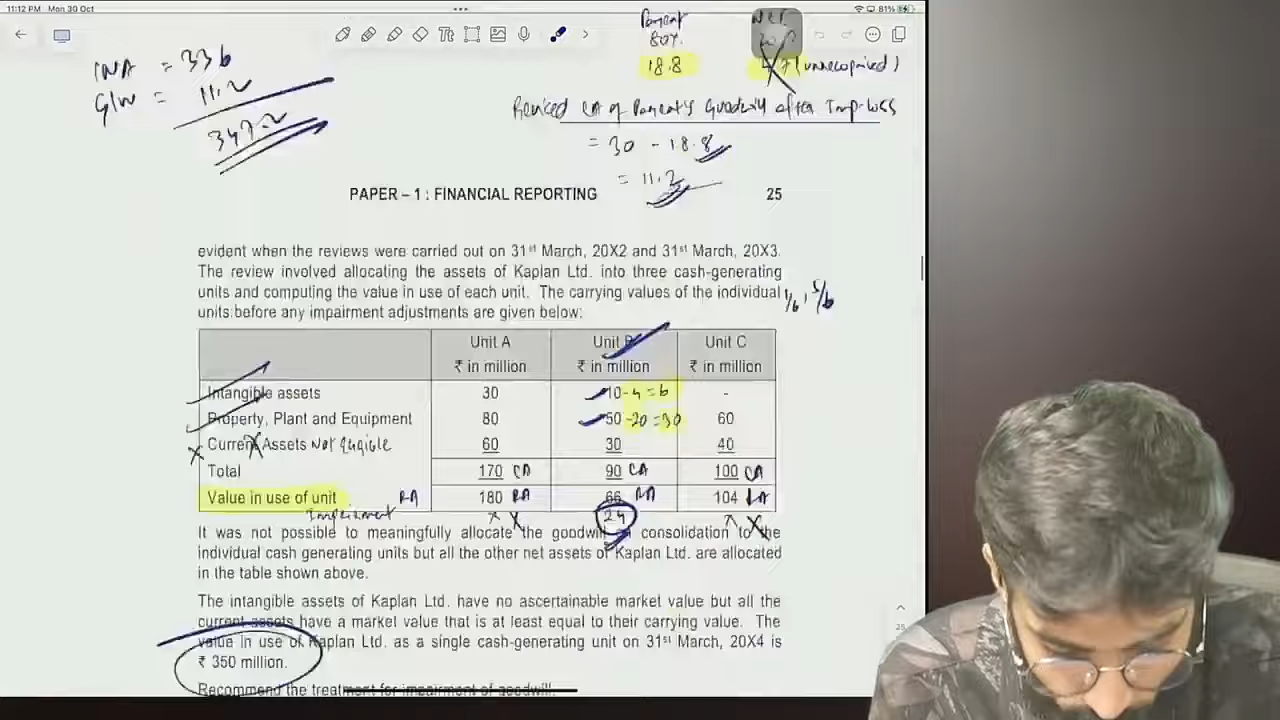 11:12 PM Mon 30 Oct
81%
INA = 336
G/W = 11.2
347.2
Parent
80%
18.8
(unrecognised)
Revised CA of Parent's Goodwill after Imp-Loss
= 30 - 18.8
= 11.2
PAPER – 1 : FINANCIAL REPORTING 25
evident when the reviews were carried out on 31st March, 20X2 and 31st March, 20X3.
The review involved allocating the assets of Kaplan Ltd. into three cash-generating
units and computing the value in use of each unit. The carrying values of the individual
units before any impairment adjustments are given below:
1/6, 5/6
Unit A Unit B Unit C
₹ in million ₹ in million ₹ in million
Intangible assets 30 10 - 4 = 6 -
Property, Plant and Equipment 80 50 - 20 = 30 60
Current Assets Not Eligible 60 30 40
Total 170 CA 90 CA 100 CA
Value in use of unit RA 180 RA 66 RA 104 RA
Impairment x 24 x
It was not possible to meaningfully allocate the goodwill on consolidation to the
individual cash generating units but all the other net assets of Kaplan Ltd. are allocated
in the table shown above.
The intangible assets of Kaplan Ltd. have no ascertainable market value but all the
current assets have a market value that is at least equal to their carrying value. The
value in use of Kaplan Ltd. as a single cash-generating unit on 31st March, 20X4 is
₹ 350 million.
Recommend the treatment for impairment of goodwill.